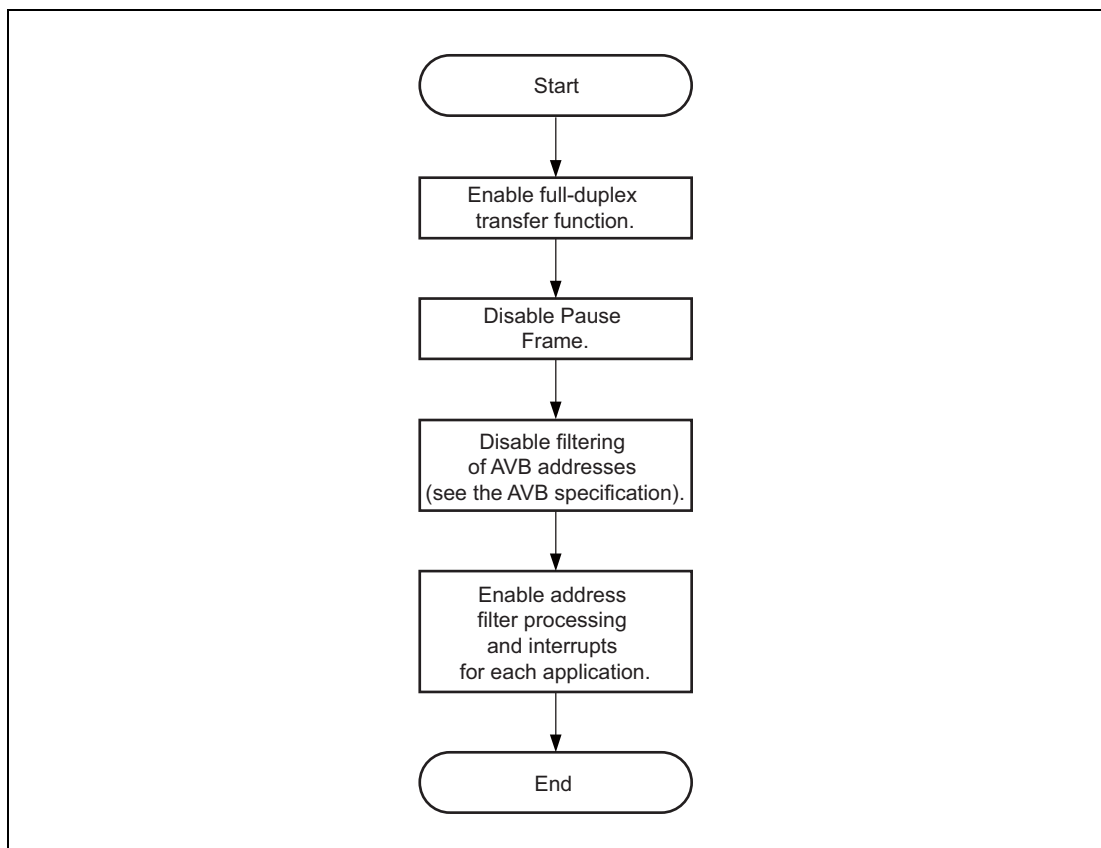 Start
Enable full-duplex
transfer function.
Disable Pause
Frame.
Disable filtering
of AVB addresses
(see the AVB specification).
Enable address
filter processing
and interrupts
for each application.
End